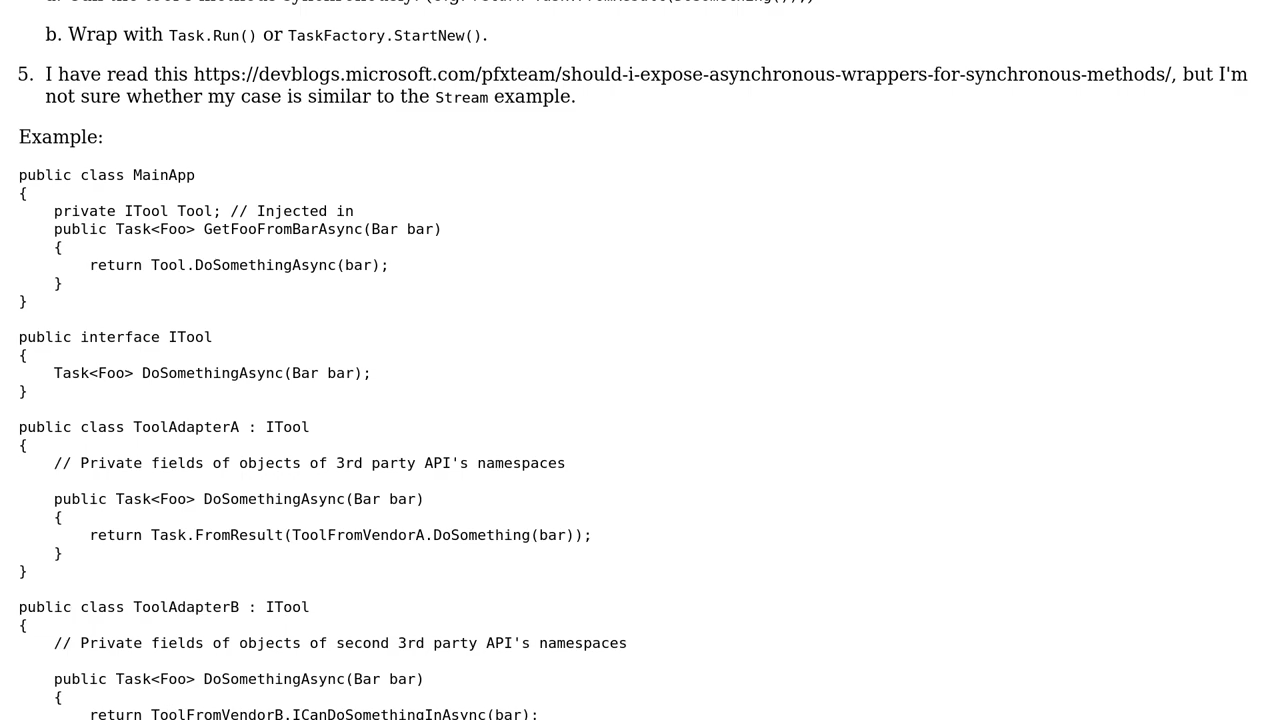 b. Wrap with Task.Run() or TaskFactory.StartNew().
5. I have read this https://devblogs.microsoft.com/pfxteam/should-i-expose-asynchronous-wrappers-for-synchronous-methods/, but I'm
not sure whether my case is similar to the Stream example.
Example:
public class MainApp
{
    private ITool Tool; // Injected in
    public Task<Foo> GetFooFromBarAsync(Bar bar)
    {
        return Tool.DoSomethingAsync(bar);
    }
}
public interface ITool
{
    Task<Foo> DoSomethingAsync(Bar bar);
}
public class ToolAdapterA : ITool
{
    // Private fields of objects of 3rd party API's namespaces
    public Task<Foo> DoSomethingAsync(Bar bar)
    {
        return Task.FromResult(ToolFromVendorA.DoSomething(bar));
    }
}
public class ToolAdapterB : ITool
{
    // Private fields of objects of second 3rd party API's namespaces
    public Task<Foo> DoSomethingAsync(Bar bar)
    {
        return ToolFromVendorB.ICanDoSomethingInAsync(bar);